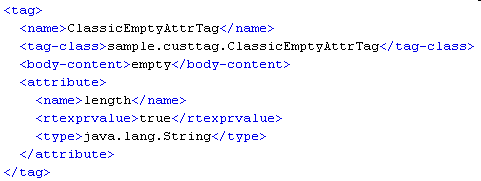 <tag>
  <name>ClassicEmptyAttrTag</name>
  <tag-class>sample.custtag.ClassicEmptyAttrTag</tag-class>
  <body-content>empty</body-content>
  <attribute>
    <name>length</name>
    <rtexprvalue>true</rtexprvalue>
    <type>java.lang.String</type>
  </attribute>
</tag>